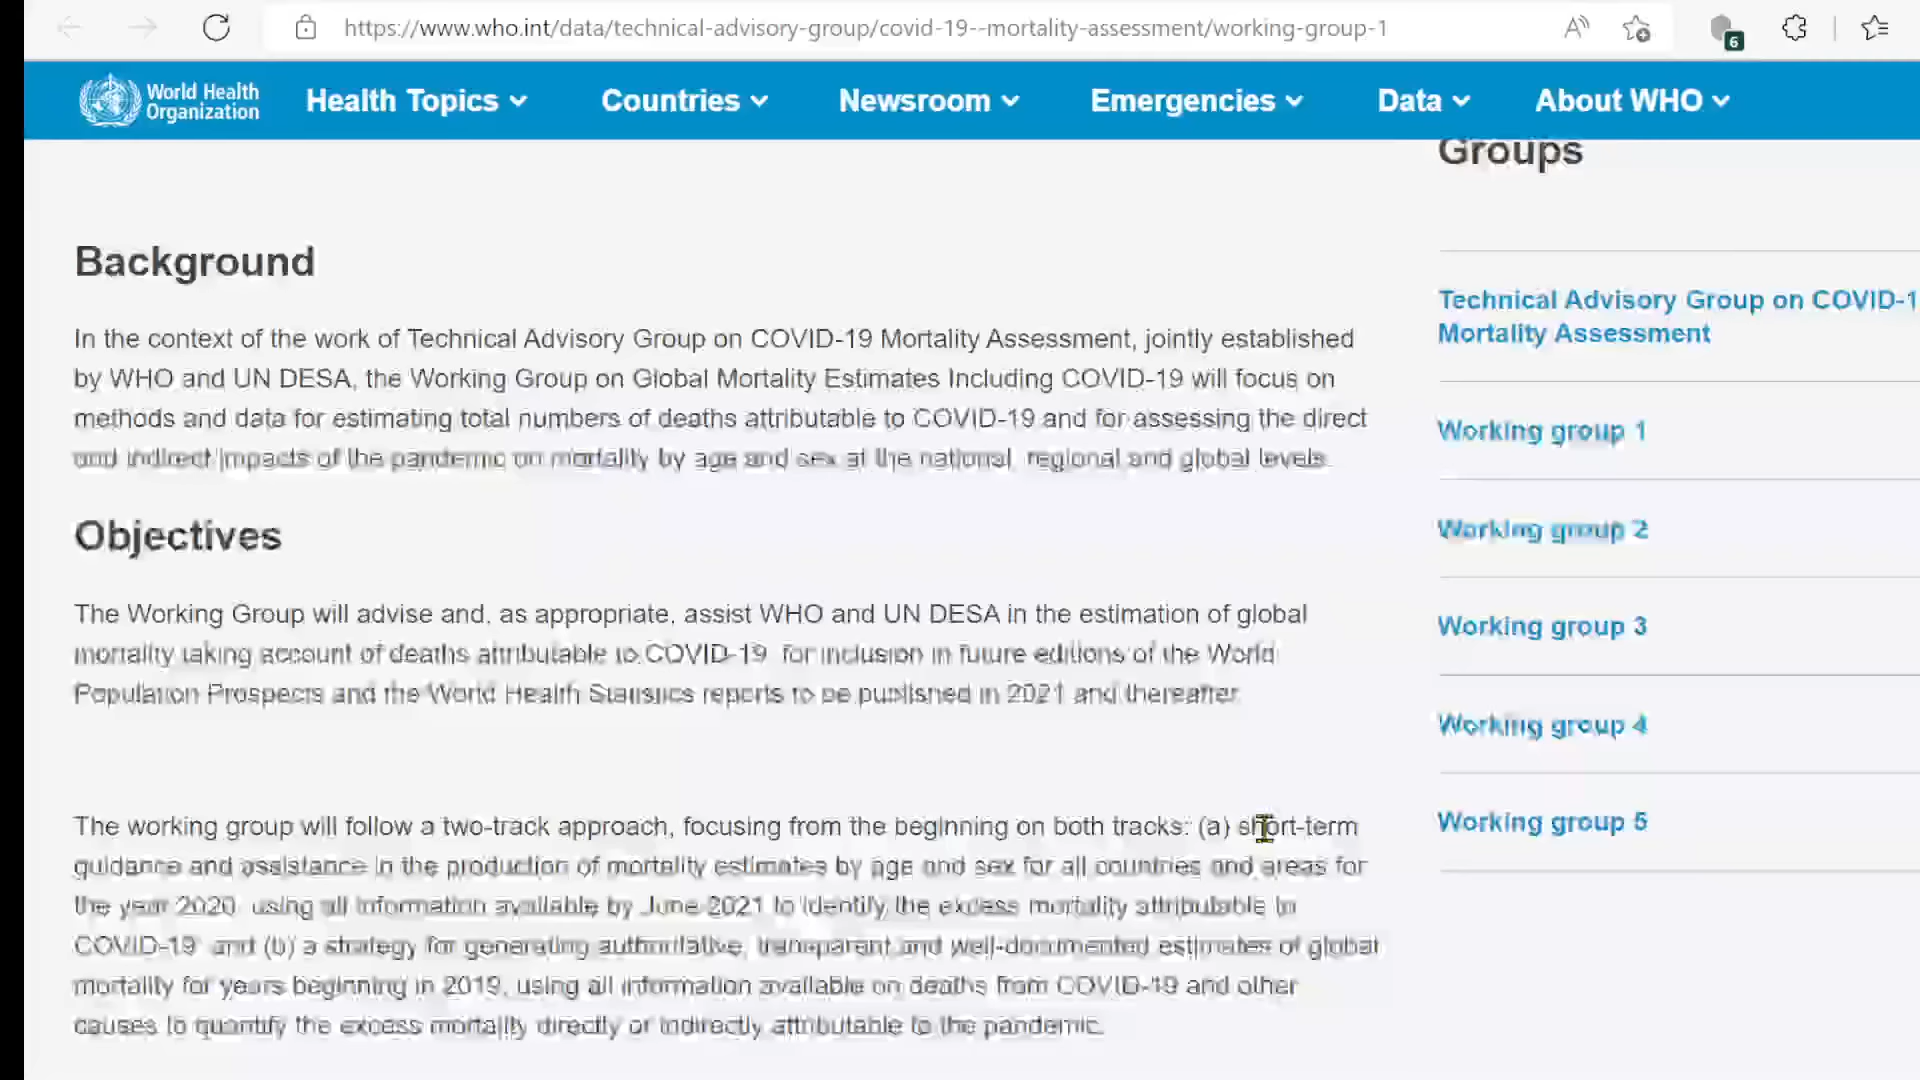 https://www.who.int/data/technical-advisory-group/covid-19--mortality-assessment/working-group-1
6
World Health
Organization
Health Topics
Countries
Newsroom
Emergencies
Data
About WHO
Background
In the context of the work of Technical Advisory Group on COVID-19 Mortality Assessment, jointly established
by WHO and UN DESA, the Working Group on Global Mortality Estimates Including COVID-19 will focus on
methods and data for estimating total numbers of deaths attributable to COVID-19 and for assessing the direct
and indirect impacts of the pandemic on mortality by age and sex at the national, regional and global levels.
Objectives
The Working Group will advise and, as appropriate, assist WHO and UN DESA in the estimation of global
mortality taking account of deaths attributable to COVID-19, for inclusion in future editions of the World
Population Prospects and the World Health Statistics reports to be published in 2021 and thereafter.
The working group will follow a two-track approach, focusing from the beginning on both tracks: (a) short-term
guidance and assistance in the production of mortality estimates by age and sex for all countries and areas for
the year 2020, using all information available by June 2021 to identify the excess mortality attributable to
COVID-19; and (b) a strategy for generating authoritative, transparent and well-documented estimates of global
mortality for years beginning in 2019, using all information available on deaths from COVID-19 and other
causes to quantify the excess mortality directly or indirectly attributable to the pandemic.
Groups
Technical Advisory Group on COVID-1
Mortality Assessment
Working group 1
Working group 2
Working group 3
Working group 4
Working group 5